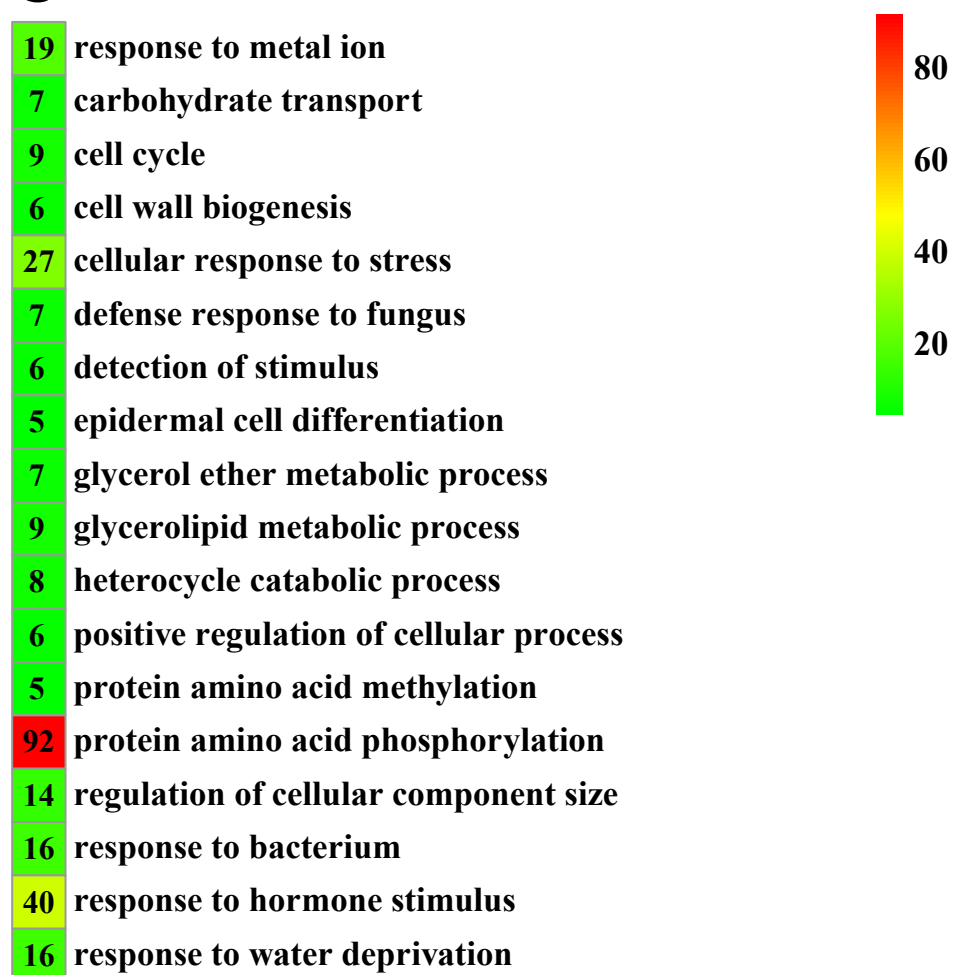 19 response to metal ion
7 carbohydrate transport
9 cell cycle
6 cell wall biogenesis
27 cellular response to stress
7 defense response to fungus
6 detection of stimulus
5 epidermal cell differentiation
7 glycerol ether metabolic process
9 glycerolipid metabolic process
8 heterocycle catabolic process
6 positive regulation of cellular process
5 protein amino acid methylation
92 protein amino acid phosphorylation
14 regulation of cellular component size
16 response to bacterium
40 response to hormone stimulus
16 response to water deprivation
80
60
40
20